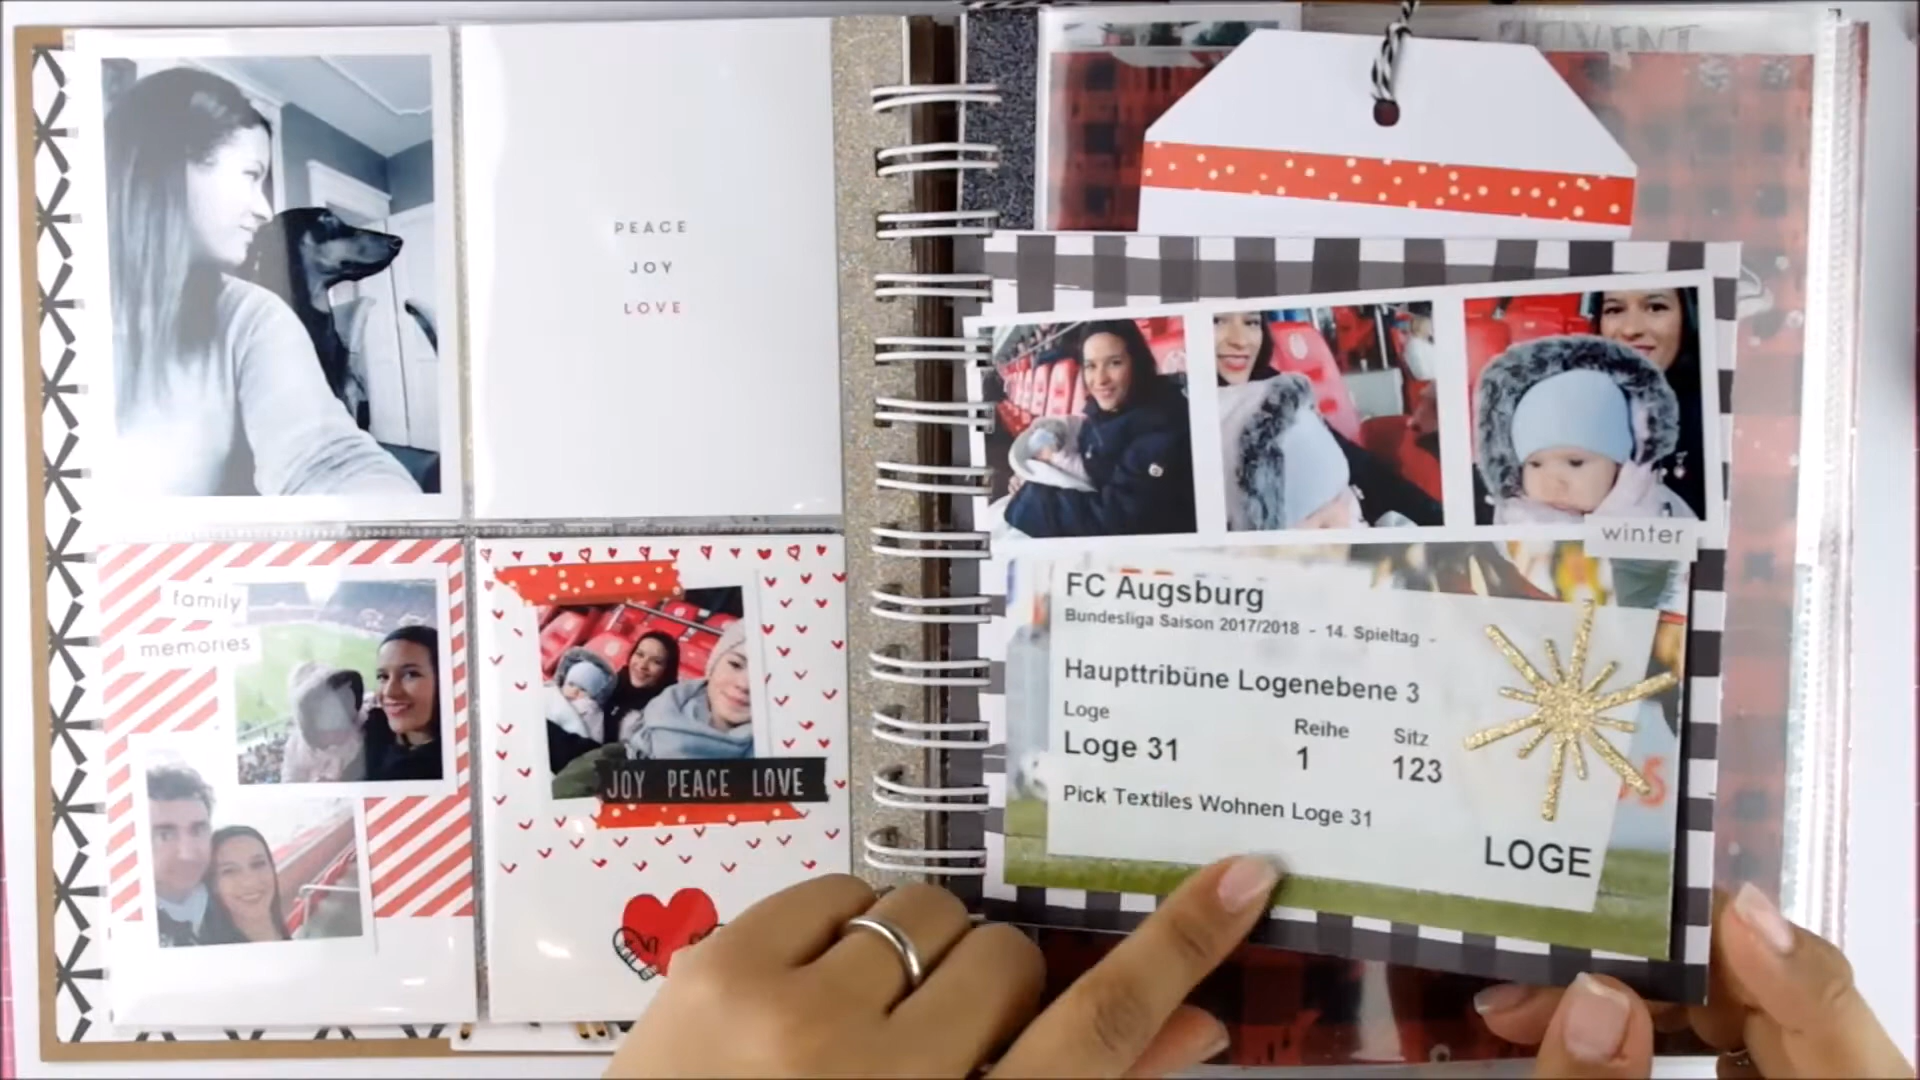 PEACE
JOY
LOVE
family
memories
JOY PEACE LOVE
winter
FC Augsburg
Bundesliga Saison 2017/2018 - 14. Spieltag -
Haupttribüne Logenebene 3
Loge Reihe Sitz
Loge 31 1 123
Pick Textiles Wohnen Loge 31
LOGE